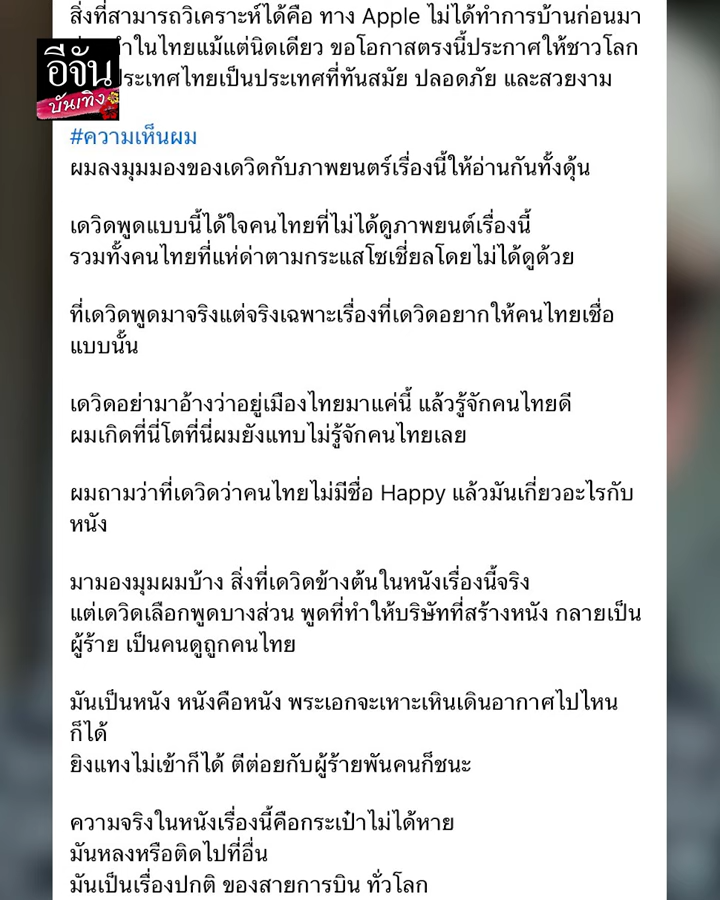 สิ่งที่สามารถวิเคราะห์ได้คือ ทาง Apple ไม่ได้ทำการบ้านก่อนมา
ในไทยแม้แต่นิดเดียว ขอโอกาสตรงนี้ประกาศให้ชาวโลก
อีจัน
บันเทิง
ประเทศไทยเป็นประเทศที่ทันสมัย ปลอดภัย และสวยงาม
#ความเห็นผม
ผมลงมุมมองของเดวิดกับภาพยนตร์เรื่องนี้ให้อ่านกันทั้งดุ้น
เดวิดพูดแบบนี้ได้ใจคนไทยที่ไม่ได้ดูภาพยนต์เรื่องนี้
รวมทั้งคนไทยที่แห่ด่าตามกระแสโซเชี่ยลโดยไม่ได้ดูด้วย
ที่เดวิดพูดมาจริงแต่จริงเฉพาะเรื่องที่เดวิดอยากให้คนไทยเชื่อ
แบบนั้น
เดวิดอย่ามาอ้างว่าอยู่เมืองไทยมาแค่นี้ แล้วรู้จักคนไทยดี
ผมเกิดที่นี่โตที่นี่ผมยังแทบไม่รู้จักคนไทยเลย
ผมถามว่าที่เดวิดว่าคนไทยไม่มีชื่อ Happy แล้วมันเกี่ยวอะไรกับ
หนัง
มามองมุมผมบ้าง สิ่งที่เดวิดข้างต้นในหนังเรื่องนี้จริง
แต่เดวิดเลือกพูดบางส่วน พูดที่ทำให้บริษัทที่สร้างหนัง กลายเป็น
ผู้ร้าย เป็นคนดูถูกคนไทย
มันเป็นหนัง หนังคือหนัง พระเอกจะเหาะเหินเดินอากาศไปไหน
ก็ได้
ยิงแทงไม่เข้าก็ได้ ตีต่อยกับผู้ร้ายพันคนก็ชนะ
ความจริงในหนังเรื่องนี้คือกระเป๋าไม่ได้หาย
มันหลงหรือติดไปที่อื่น
มันเป็นเรื่องปกติ ของสายการบิน ทั่วโลก